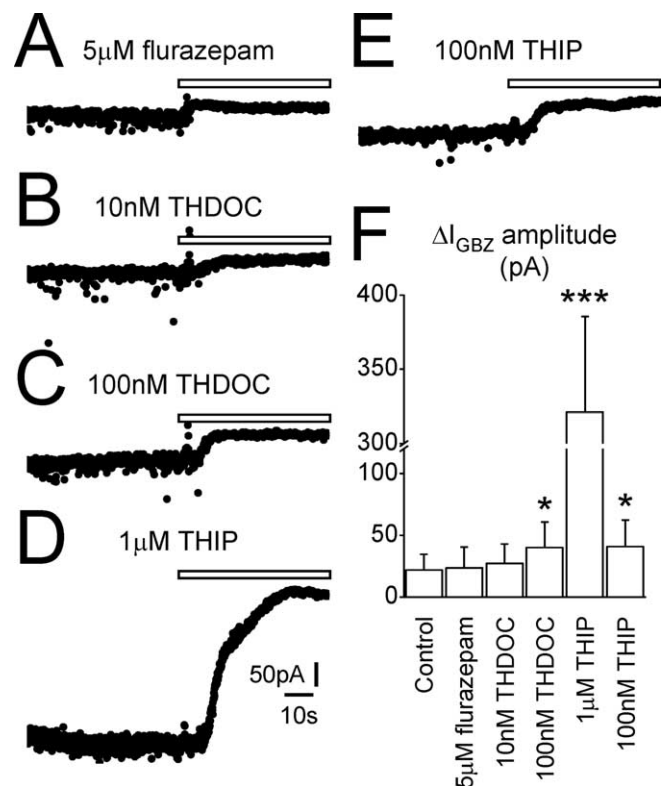 A
5μM flurazepam
B
10nM THDOC
C
100nM THDOC
D
1μM THIP
50pA
10s
E
100nM THIP
F
ΔI_GBZ amplitude
(pA)
400
350
300
100
50
0
***
*
*
Control
5μM flurazepam
10nM THDOC
100nM THDOC
1μM THIP
100nM THIP